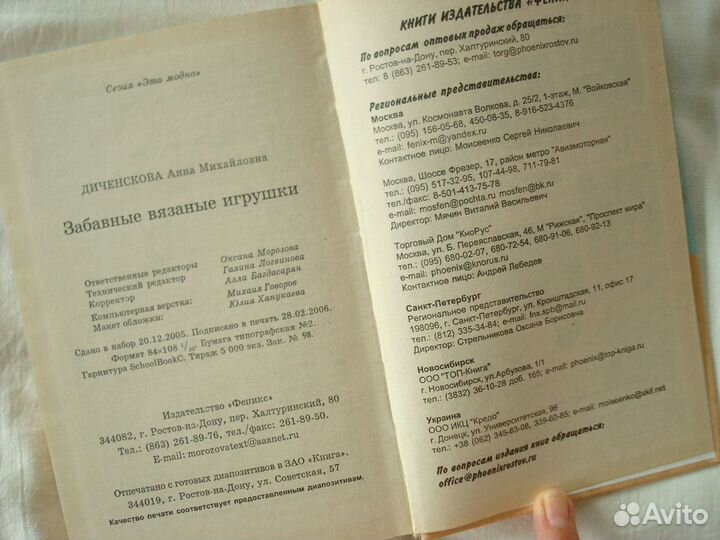 Серия «Это модно»
ДИЧЕНСКОВА Анна Михайловна
Забавные вязаные игрушки
Ответственные редакторы Оксана Морозова
Галина Логвинова
Технический редактор
Корректор Алла Багдасарян
Компьютерная верстка: Михаил Говоров
Макет обложки: Юлия Ханукаева
Сдано в набор 20.12.2005. Подписано в печать 28.02.2006.
Формат 84×108 1/32. Бумага типографская №2.
Гарнитура SchoolBookC. Тираж 5 000 экз. Зак. № 98.
Издательство «Феникс»
344082, г. Ростов-на-Дону, пер. Халтуринский, 80
Тел.: (863) 261-89-76, тел./факс: 261-89-50.
E-mail: morozovatext@aaanet.ru
Отпечатано с готовых диапозитивов в ЗАО «Книга».
344019, г. Ростов-на-Дону, ул. Советская, 57
Качество печати соответствует предоставленным диапозитивам.
КНИГИ ИЗДАТЕЛЬСТВА «ФЕНИКС»
По вопросам оптовых продаж обращаться:
г. Ростов-на-Дону, пер. Халтуринский, 80
тел: 8 (863) 261-89-53; e-mail: torg@phoenixrostov.ru
Региональные представительства:
Москва
Москва, ул. Космонавта Волкова, д. 25/2, 1-этаж, М. "Войковская"
тел.: (095) 156-05-68, 450-08-35, 8-916-523-4376
e-mail: fenix-m@yandex.ru
Контактное лицо: Моисеенко Сергей Николаевич
Москва, Шоссе Фрезер, 17, район метро "Авиамоторная"
тел.: (095) 517-32-95, 107-44-98, 711-79-81
тел./факс: 8-501-413-75-78
e-mail: mosfen@pochta.ru mosfen@bk.ru
Директор: Мячин Виталий Васильевич
Торговый Дом "КноРус"
Москва, ул. Б. Переяславская, 46, М "Рижская", "Проспект мира"
тел.: (095) 680-02-07, 680-72-54, 680-91-06, 680-92-13
e-mail: phoenix@knorus.ru
Контактное лицо: Андрей Лебедев
Санкт-Петербург
Региональное представительство
198096, г. Санкт-Петербург, ул. Кронштадская, 11, офис 17
тел.: (812) 335-34-84; e-mail: fnx.spb@mail.ru
Директор: Стрельникова Оксана Борисовна
Новосибирск
ООО "ТОП-Книга"
г. Новосибирск, ул.Арбузова, 1/1
тел.: (3832) 36-10-28 доб. 165; e-mail: phoenix@top-kniga.ru
Украина
ООО ИКЦ "Кредо"
г. Донецк, ул. Университетская, 96
тел.: +38 (062) 345-63-08, 339-60-85; e-mail: moiseenko@skif.net
По вопросам издания книг обращаться:
office@phoenixrostov.ru
Avito